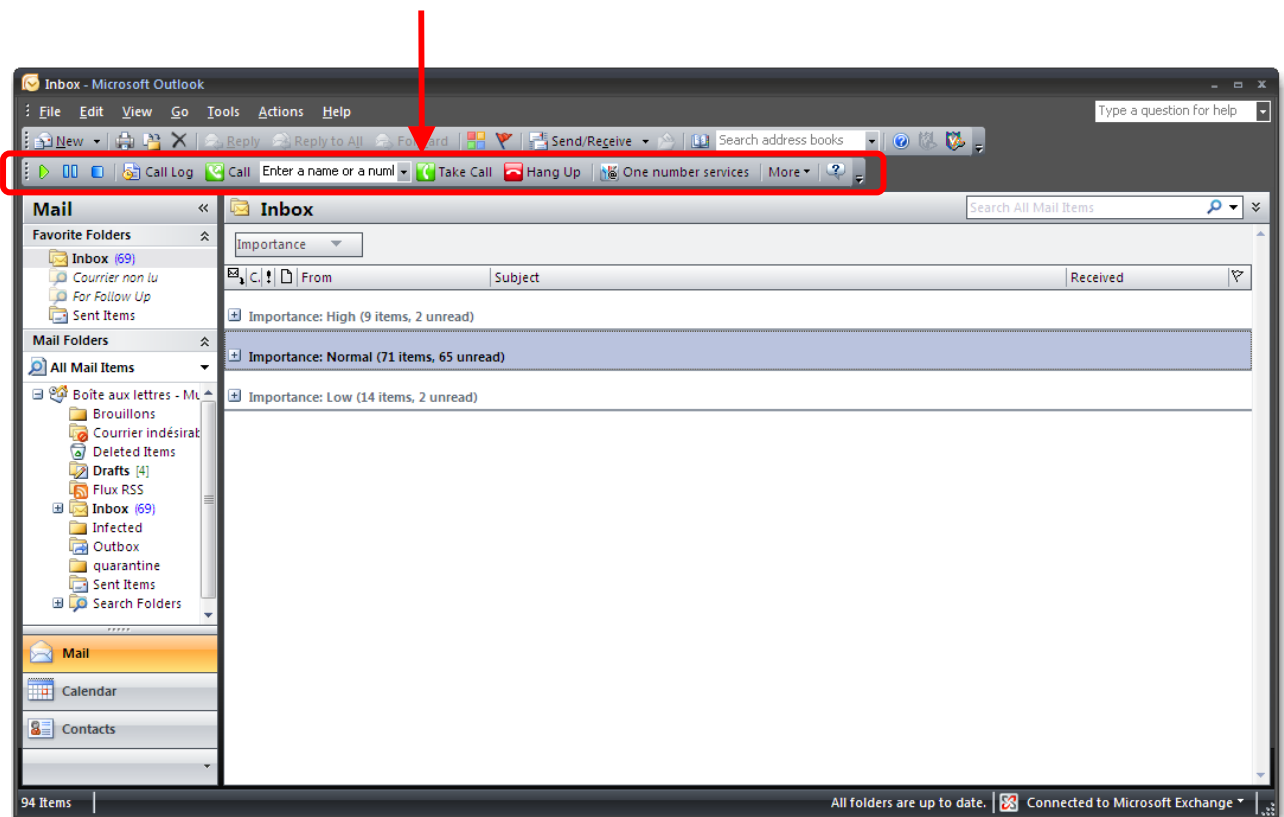 Inbox - Microsoft Outlook
File Edit View Go Tools Actions Help Type a question for help
New Reply Reply to All Forward Send/Receive Search address books
Call Log Call Enter a name or a numl Take Call Hang Up One number services More
Mail « Inbox Search All Mail Items
Favorite Folders
Importance
Inbox (69)
C. ! From Subject Received
Courrier non lu
For Follow Up
Sent Items
Importance: High (9 items, 2 unread)
Mail Folders
Importance: Normal (71 items, 65 unread)
All Mail Items
Boîte aux lettres - Mu
Importance: Low (14 items, 2 unread)
Brouillons
Courrier indésirab
Deleted Items
Drafts [4]
Flux RSS
Inbox (69)
Infected
Outbox
quarantine
Sent Items
Search Folders
Mail
Calendar
Contacts
94 Items All folders are up to date. Connected to Microsoft Exchange